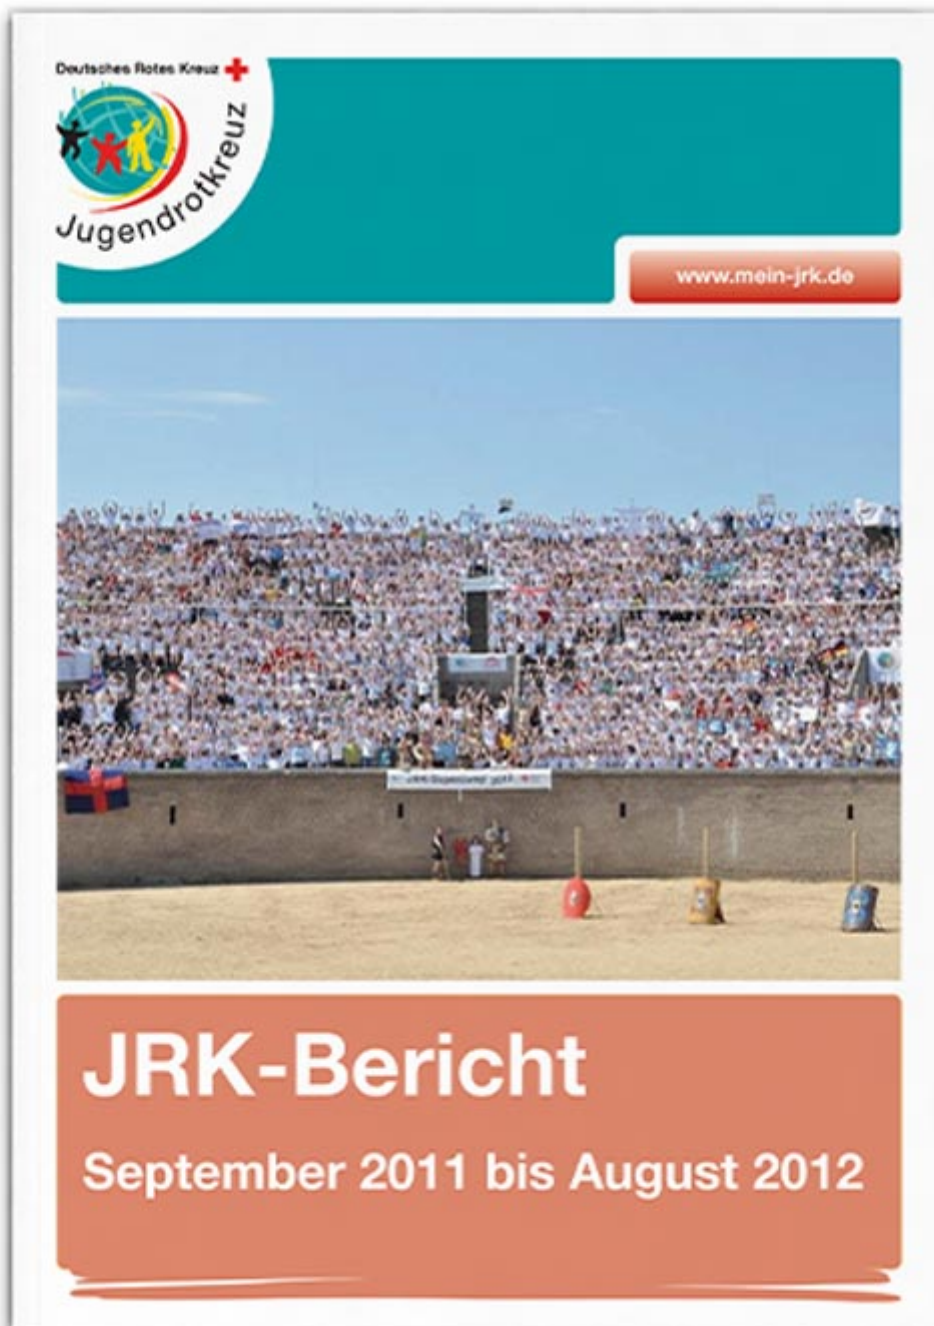 Deutsches Rotes Kreuz
Jugendrotkreuz
www.mein-jrk.de
JRK-Bericht
September 2011 bis August 2012